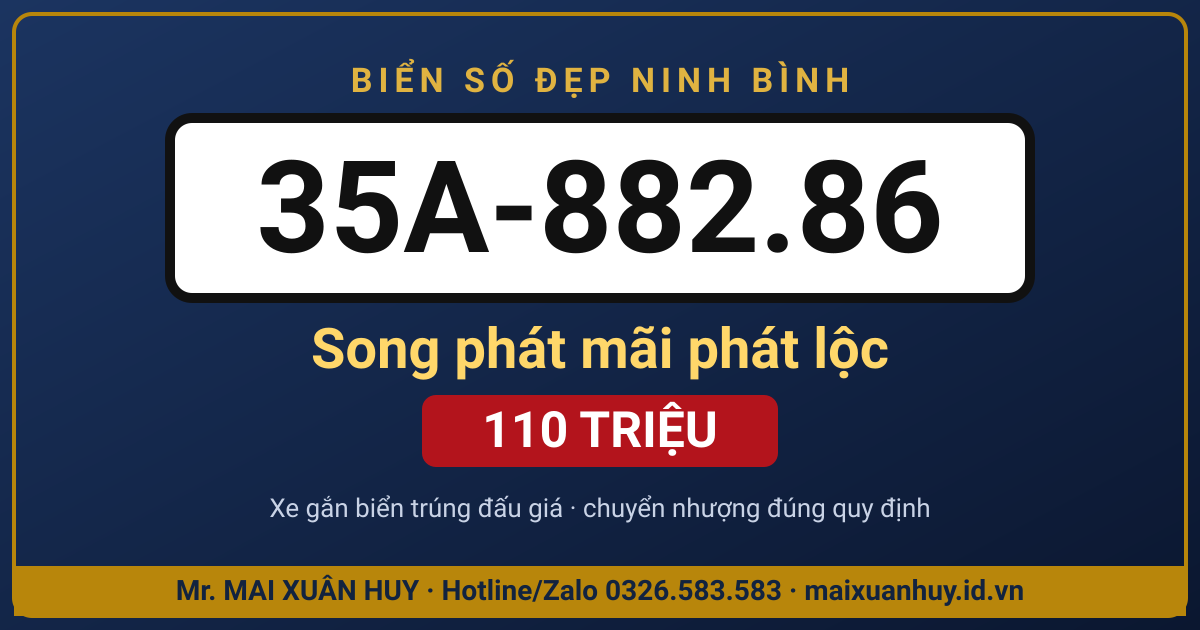 BIỂN SỐ ĐẸP NINH BÌNH
35A-882.86
Song phát mãi phát lộc
110 TRIỆU
Xe gắn biển trúng đấu giá · chuyển nhượng đúng quy định
Mr. MAI XUÂN HUY · Hotline/Zalo 0326.583.583 · maixuanhuy.id.vn